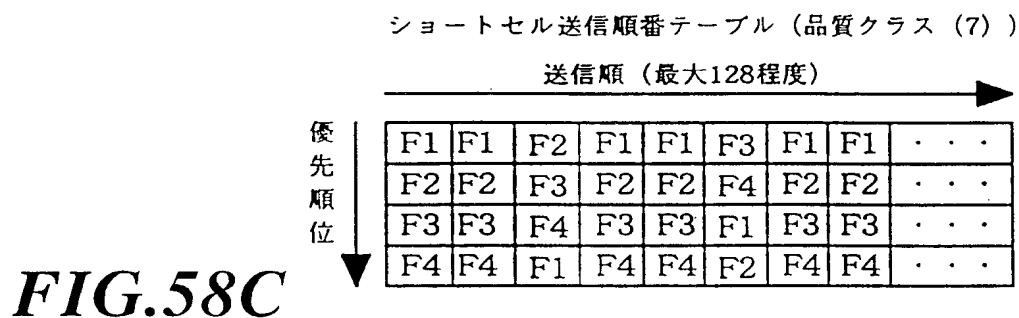 ショートセル送信順番テーブル (品質クラス (7) )
送信順 (最大128程度)
優先順位
F1 F1 F2 F1 F1 F3 F1 F1 · · ·
F2 F2 F3 F2 F2 F4 F2 F2 · · ·
F3 F3 F4 F3 F3 F1 F3 F3 · · ·
F4 F4 F1 F4 F4 F2 F4 F4 · · ·
FIG.58C